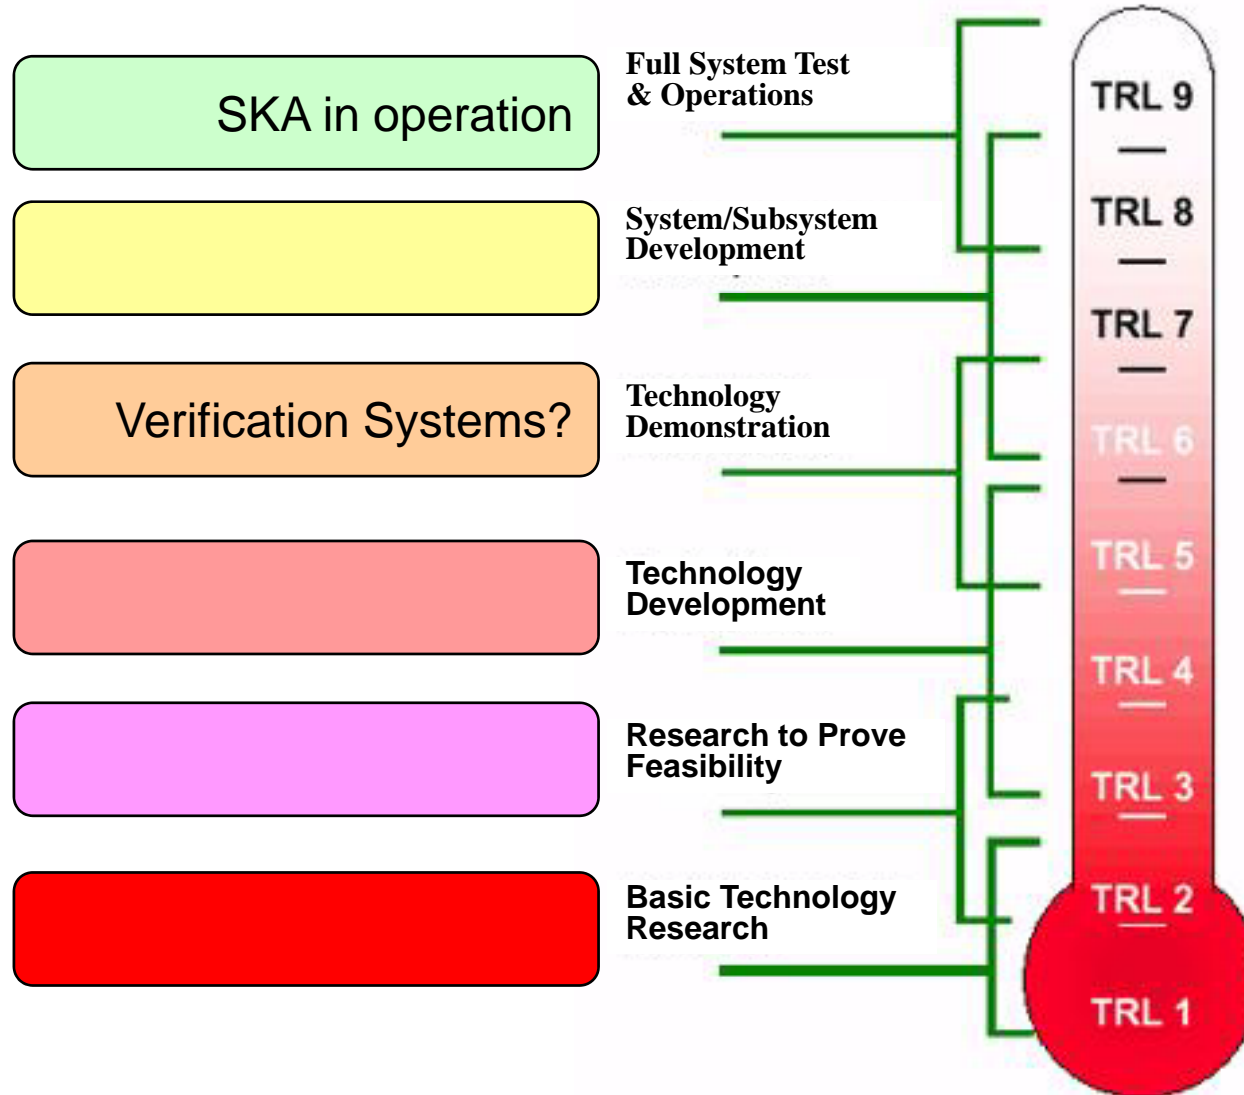 SKA in operation
Full System Test
& Operations
TRL 9
System/Subsystem
Development
TRL 8
TRL 7
Verification Systems?
Technology
Demonstration
TRL 6
Technology
Development
TRL 5
TRL 4
Research to Prove
Feasibility
TRL 3
Basic Technology
Research
TRL 2
TRL 1